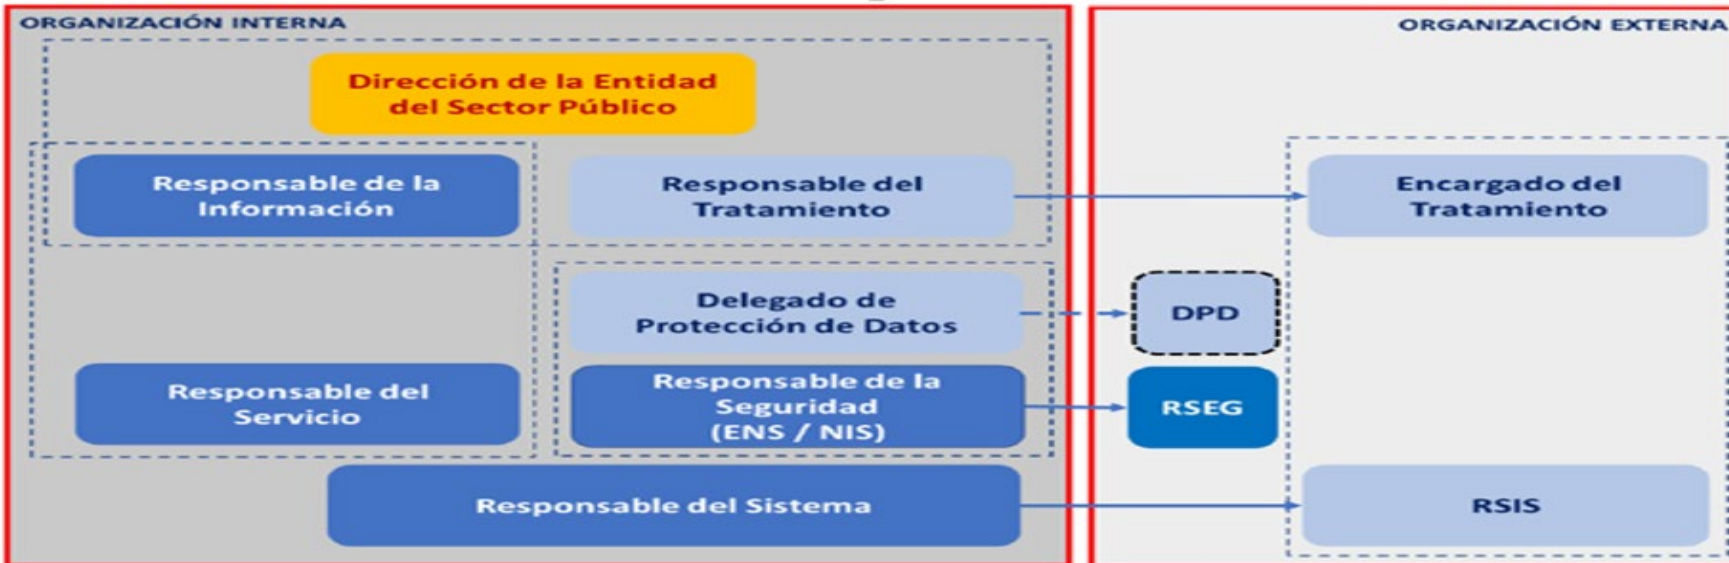 ORGANIZACIÓN INTERNA
ORGANIZACIÓN EXTERNA
Dirección de la Entidad
del Sector Público
Responsable de la
Información
Responsable del
Tratamiento
Encargado del
Tratamiento
Delegado de
Protección de Datos
DPD
Responsable del
Servicio
Responsable de la
Seguridad
(ENS / NIS)
RSEG
Responsable del Sistema
RSIS